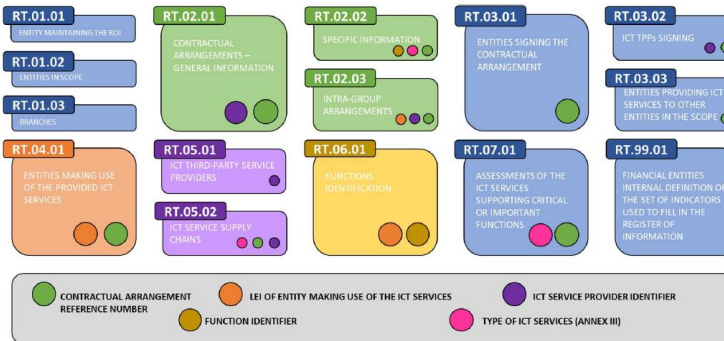 RT.01.01
ENTITY MAINTAINING THE ROI
RT.01.02
ENTITIES IN SCOPE
RT.01.03
BRANCHES
RT.02.01
CONTRACTUAL
ARRANGEMENTS –
GENERAL INFORMATION
RT.02.02
SPECIFIC INFORMATION
RT.02.03
INTRA-GROUP
ARRANGEMENTS
RT.03.01
ENTITIES SIGNING THE
CONTRACTUAL
ARRANGEMENT
RT.03.02
ICT TPPs SIGNING
RT.03.03
ENTITIES PROVIDING ICT
SERVICES TO OTHER
ENTITIES IN THE SCOPE
RT.04.01
ENTITIES MAKING USE
OF THE PROVIDED ICT
SERVICES
RT.05.01
ICT THIRD-PARTY SERVICE
PROVIDERS
RT.05.02
ICT SERVICE SUPPLY
CHAINS
RT.06.01
FUNCTIONS
IDENTIFICATION
RT.07.01
ASSESSMENTS OF THE
ICT SERVICES
SUPPORTING CRITICAL
OR IMPORTANT
FUNCTIONS
RT.99.01
FINANCIAL ENTITIES
INTERNAL DEFINITION OF
THE SET OF INDICATORS
USED TO FILL IN THE
REGISTER OF
INFORMATION
CONTRACTUAL ARRANGEMENT
REFERENCE NUMBER
LEI OF ENTITY MAKING USE OF THE ICT SERVICES
ICT SERVICE PROVIDER IDENTIFIER
FUNCTION IDENTIFIER
TYPE OF ICT SERVICES (ANNEX III)